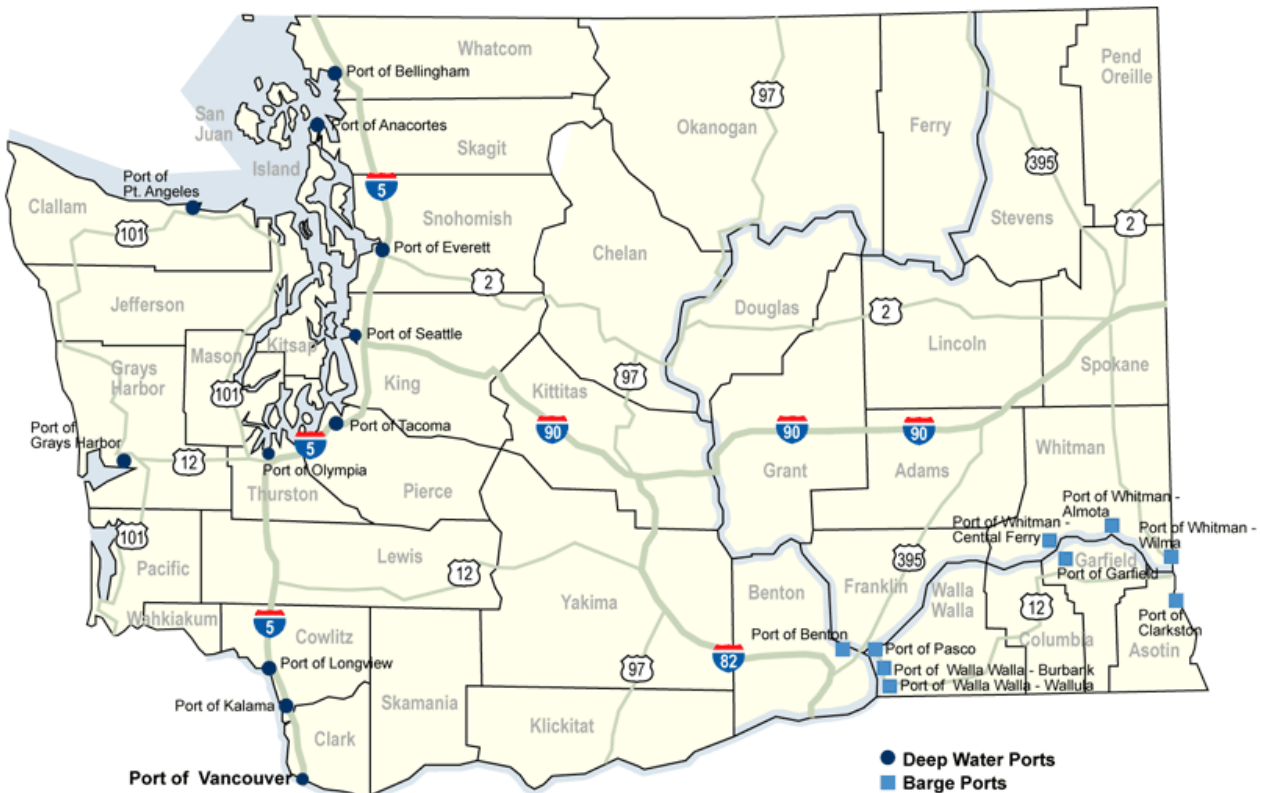 Whatcom
Pend
Oreille
Port of Bellingham
97
San
Juan
Okanogan
Ferry
Port of Anacortes
Skagit
Island
395
Port of
Pt. Angeles
5
Clallam
Snohomish
Stevens
101
2
Port of Everett
Chelan
2
Jefferson
Douglas
2
Port of Seattle
Kitsap
Mason
Lincoln
Grays
Harbor
King
Kittitas
97
Spokane
101
Port of
Grays Harbor
Port of Tacoma
5
90
90
90
12
Port of Olympia
Whitman
Thurston
Pierce
Grant
Adams
Port of Whitman -
Almota
Port of Whitman -
Central Ferry
Port of Whitman -
Wilma
101
Lewis
Pacific
12
395
Garfield
Port of Garfield
Benton
Franklin
Walla
Walla
Yakima
12
Wahkiakum
5
Cowlitz
Port of
Clarkston
Port of Benton
Columbia
Asotin
Port of Pasco
Port of Longview
97
82
Port of Walla Walla - Burbank
Port of Walla Walla - Wallula
Port of Kalama
Skamania
Klickitat
Clark
Port of Vancouver
Deep Water Ports
Barge Ports